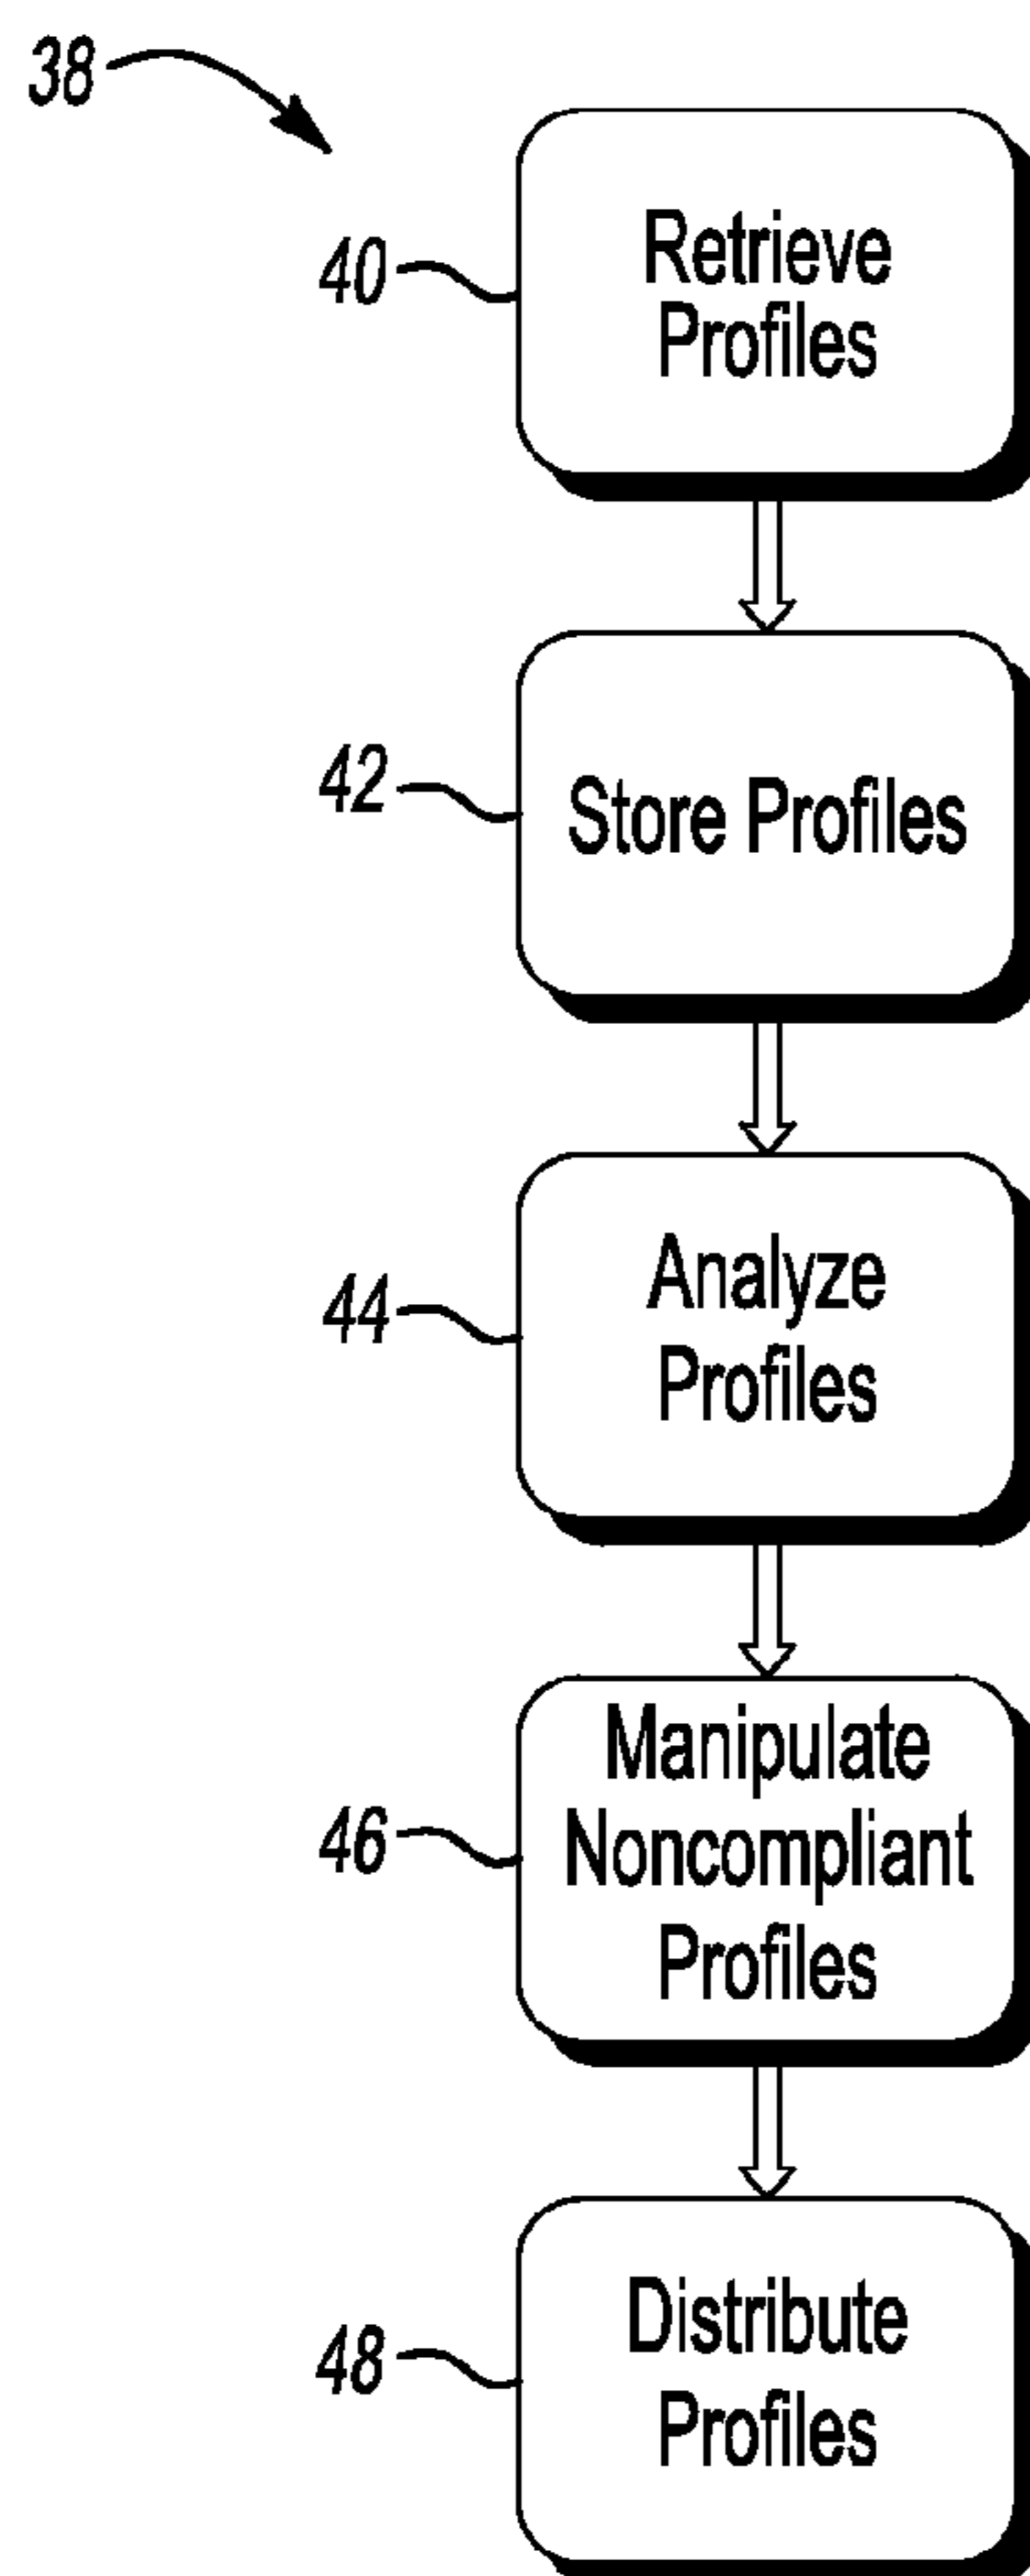 38
40
Retrieve
Profiles
42
Store Profiles
44
Analyze
Profiles
46
Manipulate
Noncompliant
Profiles
48
Distribute
Profiles